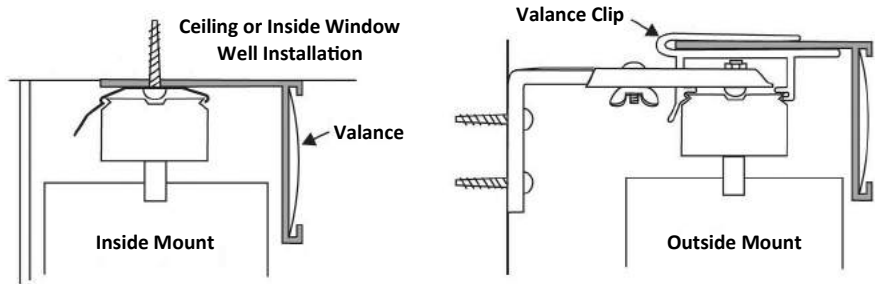 Ceiling or Inside Window
Well Installation
Valance
Inside Mount
Valance Clip
Outside Mount